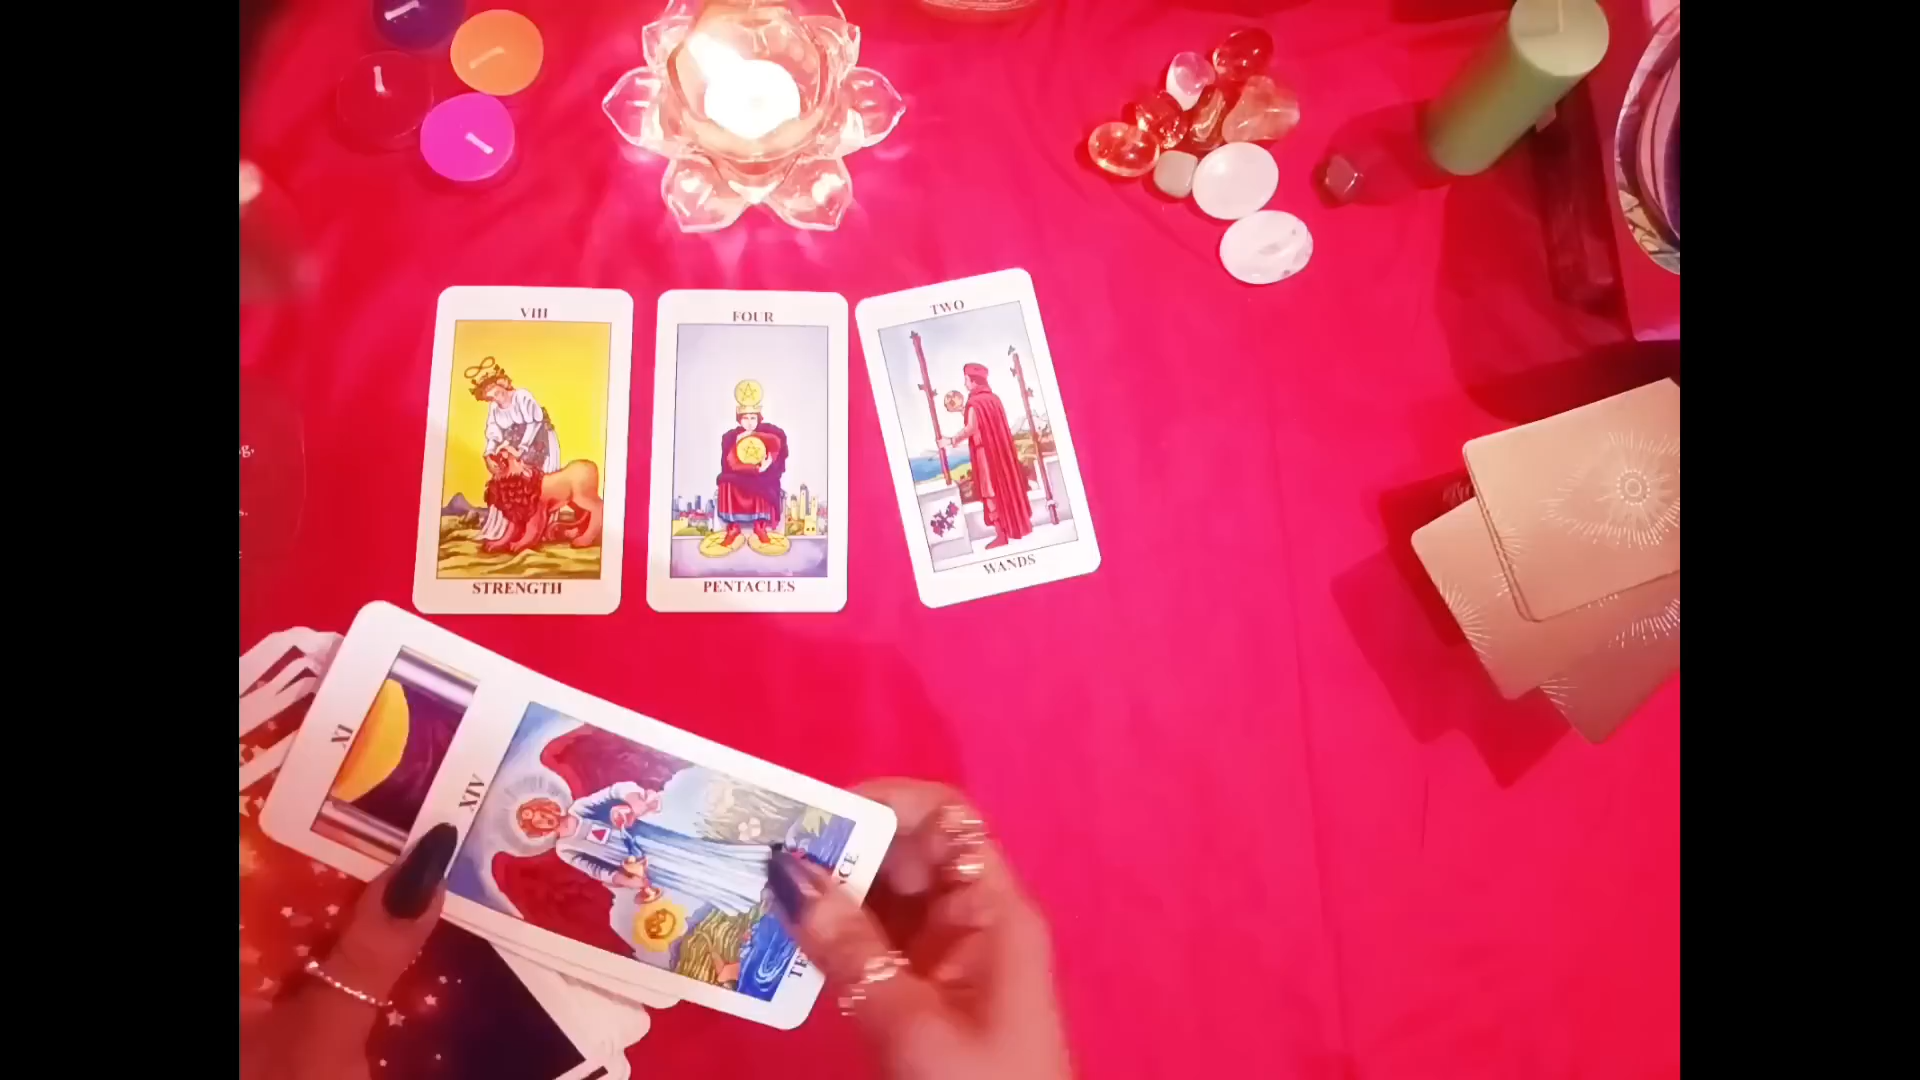 VIII
STRENGTH
FOUR
PENTACLES
TWO
WANDS
XI
XIV